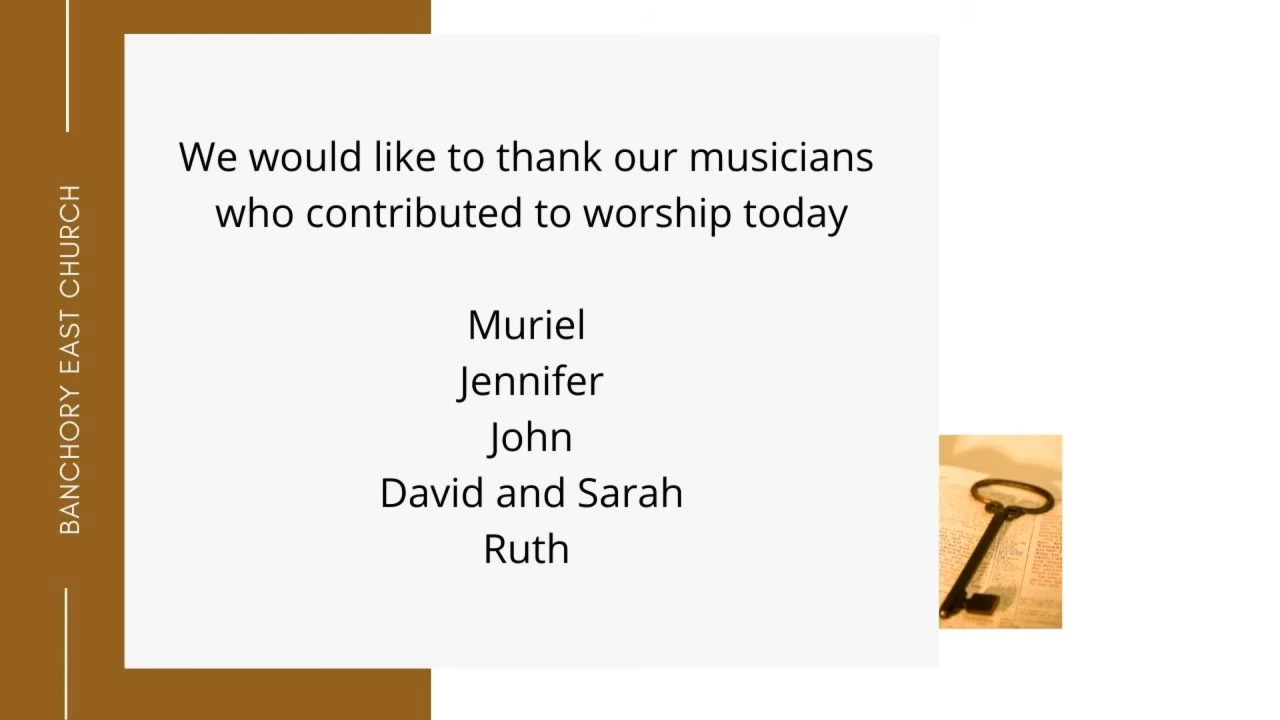 BANCHORY EAST CHURCH
We would like to thank our musicians
who contributed to worship today
Muriel
Jennifer
John
David and Sarah
Ruth